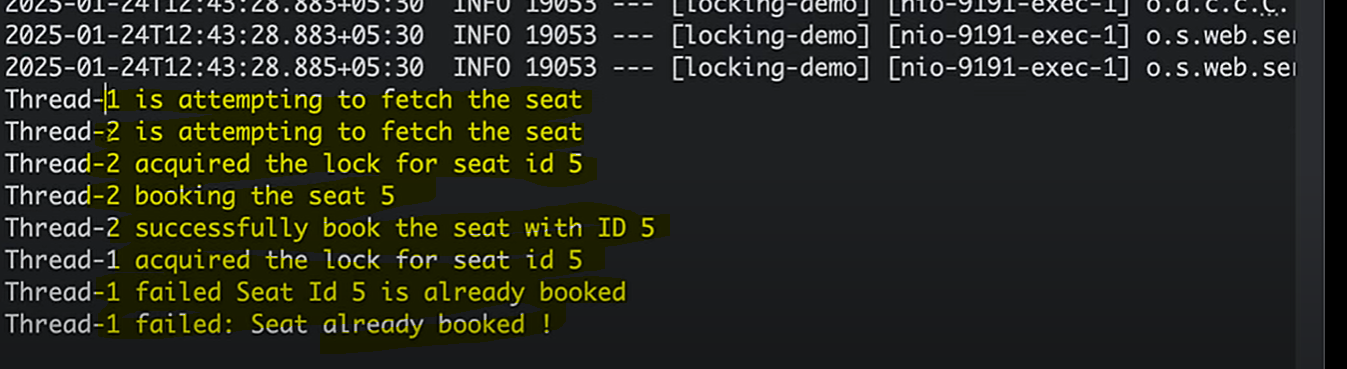 2025-01-24T12:43:28.883+05:30  INFO 19053 --- [locking-demo] [nio-9191-exec-1] o.a.c.c.C.
2025-01-24T12:43:28.883+05:30  INFO 19053 --- [locking-demo] [nio-9191-exec-1] o.s.web.ser
2025-01-24T12:43:28.885+05:30  INFO 19053 --- [locking-demo] [nio-9191-exec-1] o.s.web.ser
Thread-1 is attempting to fetch the seat
Thread-2 is attempting to fetch the seat
Thread-2 acquired the lock for seat id 5
Thread-2 booking the seat 5
Thread-2 successfully book the seat with ID 5
Thread-1 acquired the lock for seat id 5
Thread-1 failed Seat Id 5 is already booked
Thread-1 failed: Seat already booked !